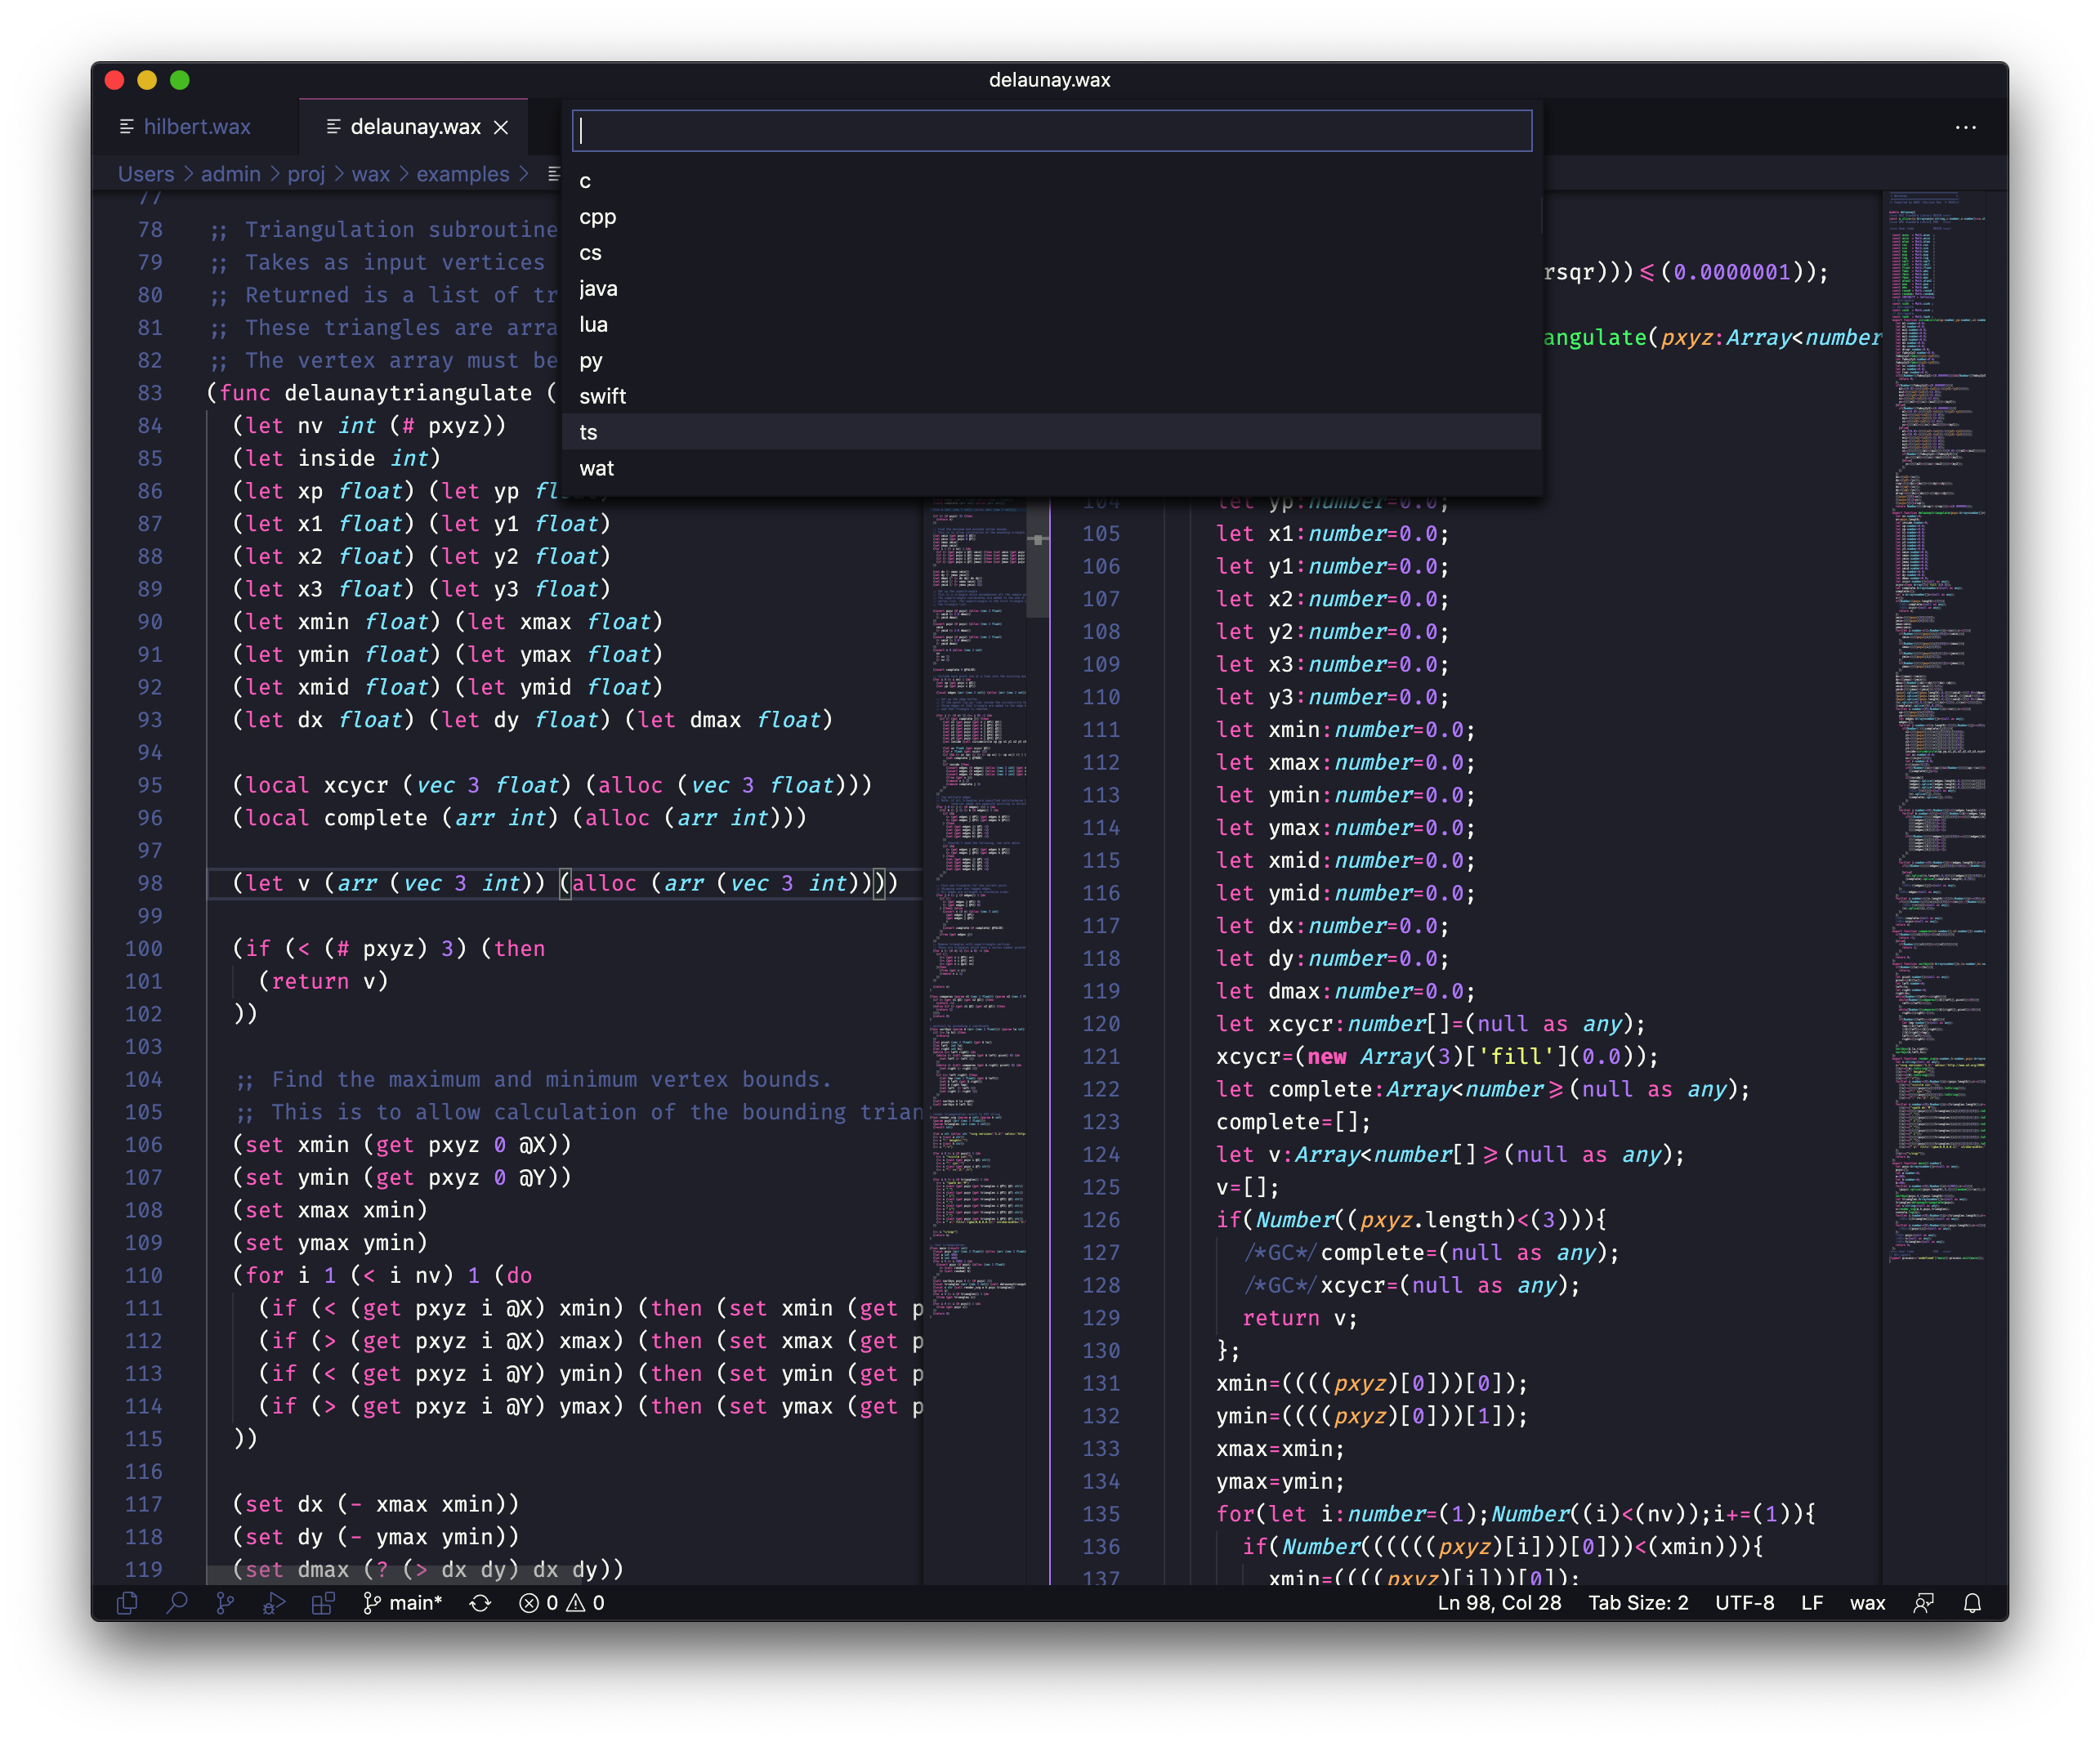 delaunay.wax
hilbert.wax
delaunay.wax
Users > admin > proj > wax > examples >
c
cpp
cs
java
lua
py
swift
ts
wat
77
78 ;; Triangulation subroutine
79 ;; Takes as input vertices
80 ;; Returned is a list of tr
81 ;; These triangles are arra
82 ;; The vertex array must be
83 (func delaunaytriangulate (
84 (let nv int (# pxyz))
85 (let inside int)
86 (let xp float) (let yp float)
87 (let x1 float) (let y1 float)
88 (let x2 float) (let y2 float)
89 (let x3 float) (let y3 float)
90 (let xmin float) (let xmax float)
91 (let ymin float) (let ymax float)
92 (let xmid float) (let ymid float)
93 (let dx float) (let dy float) (let dmax float)
94
95 (local xcycr (vec 3 float) (alloc (vec 3 float)))
96 (local complete (arr int) (alloc (arr int)))
97
98 (let v (arr (vec 3 int)) (alloc (arr (vec 3 int))))
99
100 (if (< (# pxyz) 3) (then
101 (return v)
102 ))
103
104 ;; Find the maximum and minimum vertex bounds.
105 ;; This is to allow calculation of the bounding trian
106 (set xmin (get pxyz 0 @X))
107 (set ymin (get pxyz 0 @Y))
108 (set xmax xmin)
109 (set ymax ymin)
110 (for i 1 (< i nv) 1 (do
111 (if (< (get pxyz i @X) xmin) (then (set xmin (get p
112 (if (> (get pxyz i @X) xmax) (then (set xmax (get p
113 (if (< (get pxyz i @Y) ymin) (then (set ymin (get p
114 (if (> (get pxyz i @Y) ymax) (then (set ymax (get p
115 ))
116
117 (set dx (- xmax xmin))
118 (set dy (- ymax ymin))
119 (set dmax (? (> dx dy) dx dy))
rsqr)))<=(0.0000001));
angulate(pxyz:Array<number
104 let yp:number=0.0;
105 let x1:number=0.0;
106 let y1:number=0.0;
107 let x2:number=0.0;
108 let y2:number=0.0;
109 let x3:number=0.0;
110 let y3:number=0.0;
111 let xmin:number=0.0;
112 let xmax:number=0.0;
113 let ymin:number=0.0;
114 let ymax:number=0.0;
115 let xmid:number=0.0;
116 let ymid:number=0.0;
117 let dx:number=0.0;
118 let dy:number=0.0;
119 let dmax:number=0.0;
120 let xcycr:number[]=(null as any);
121 xcycr=(new Array(3)['fill'](0.0));
122 let complete:Array<number>=(null as any);
123 complete=[];
124 let v:Array<number[]>=(null as any);
125 v=[];
126 if(Number((pxyz.length)<(3))){
127 /*GC*/complete=(null as any);
128 /*GC*/xcycr=(null as any);
129 return v;
130 };
131 xmin=((((pxyz)[0]))[0]);
132 ymin=((((pxyz)[0]))[1]);
133 xmax=xmin;
134 ymax=ymin;
135 for(let i:number=(1);Number((i)<(nv));i+=(1)){
136 if(Number((((((pxyz)[i]))[0]))<(xmin))){
137 xmin=((((pxyz)[i]))[0]);
main* 0 0
Ln 98, Col 28 Tab Size: 2 UTF-8 LF wax